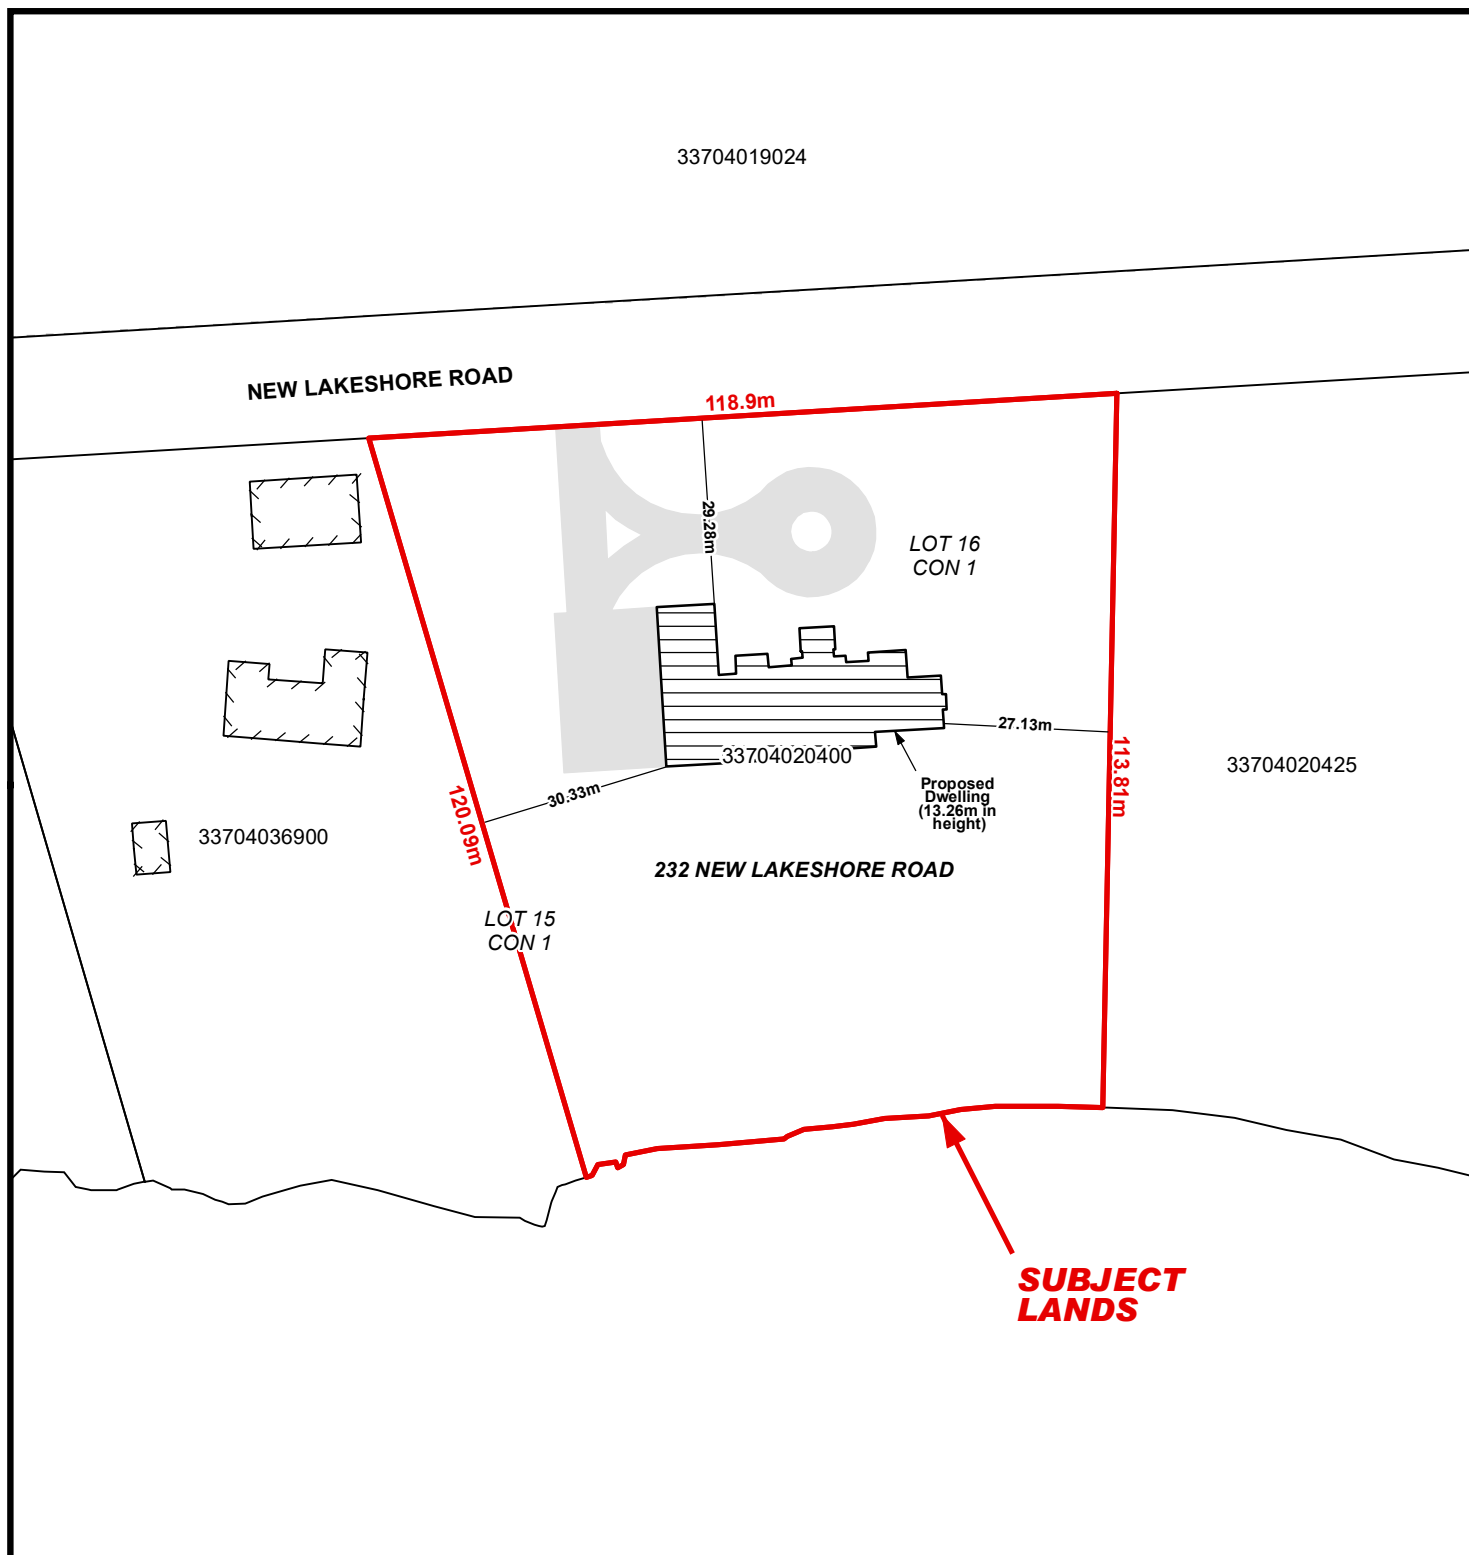 33704019024
NEW LAKESHORE ROAD
118.9m
29.28m
LOT 16
CON 1
27.13m
33704020400
113.81m
33704020425
Proposed
Dwelling
(13.26m in
height)
30.33m
120.09m
33704036900
232 NEW LAKESHORE ROAD
LOT 15
CON 1
SUBJECT
LANDS